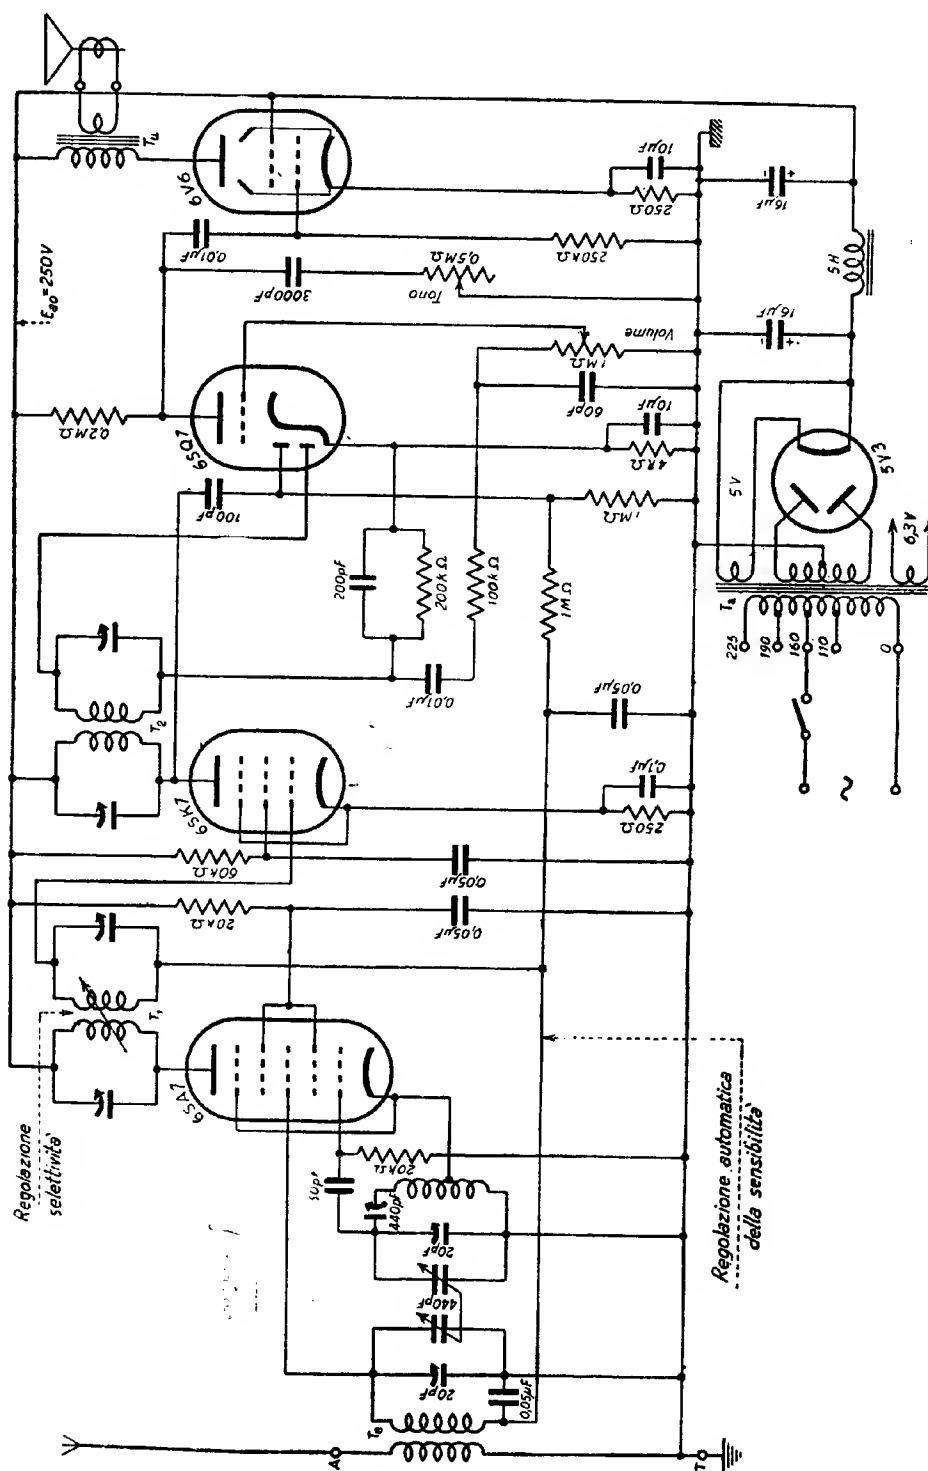 Tu
6V6
Eao = 250V
0,01µF
3000pF
0,5MΩ
Tono
250kΩ
250Ω
10µF
16µF
5H
16µF
0,2MΩ
6SQ7
100pF
Volume
1MΩ
60pF
10µF
4kΩ
1MΩ
200pF
200kΩ
100kΩ
1MΩ
0,01µF
5V
5V3
6,3V
Ta
225
190
160
110
0
~
T2
6SK7
60kΩ
0,05µF
0,05µF
0,1µF
250Ω
20kΩ
0,05µF
T1
6SA7
Regolazione
selettività
20kΩ
440pF
20pF
440pF
20pF
0,05µF
Regolazione automatica
della sensibilità
Te
A
T